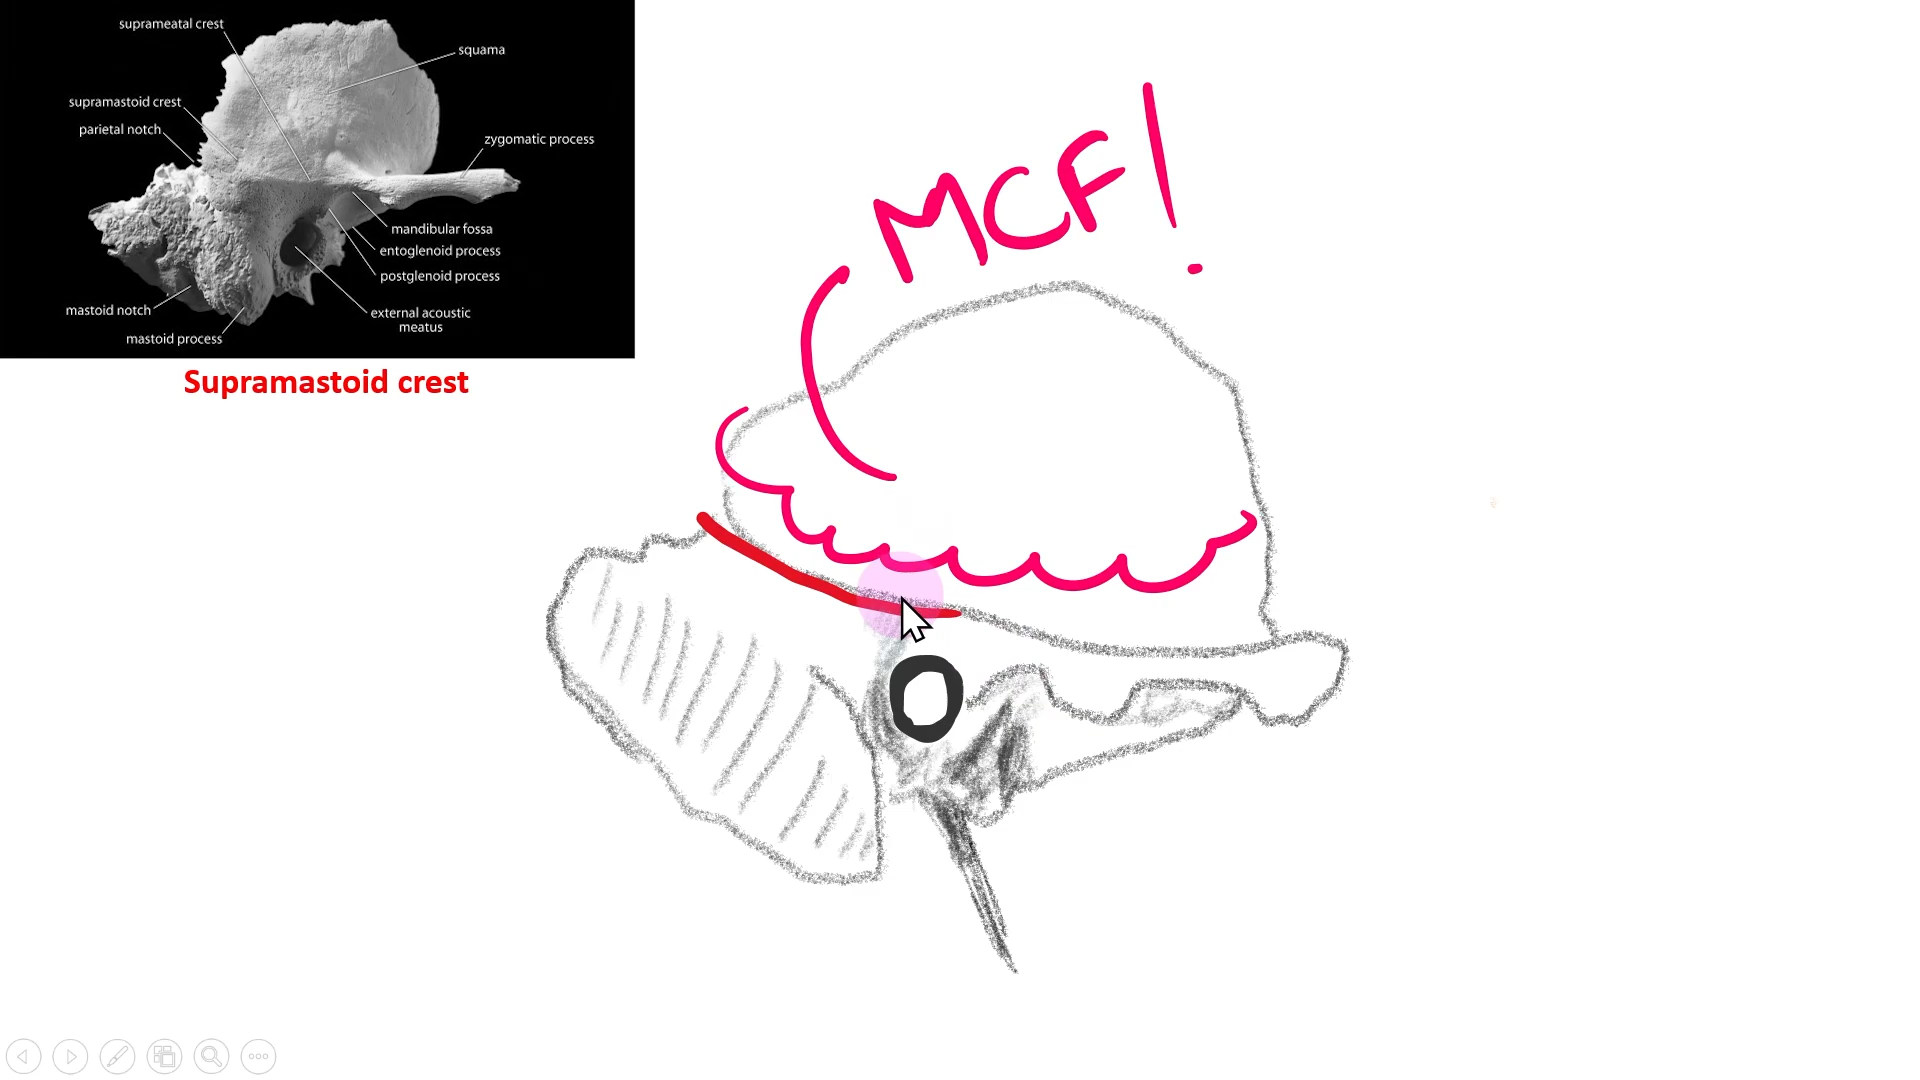 suprameatal crest
squama
supramastoid crest
parietal notch
zygomatic process
mandibular fossa
entoglenoid process
postglenoid process
mastoid notch
external acoustic
meatus
mastoid process
Supramastoid crest
MCF!